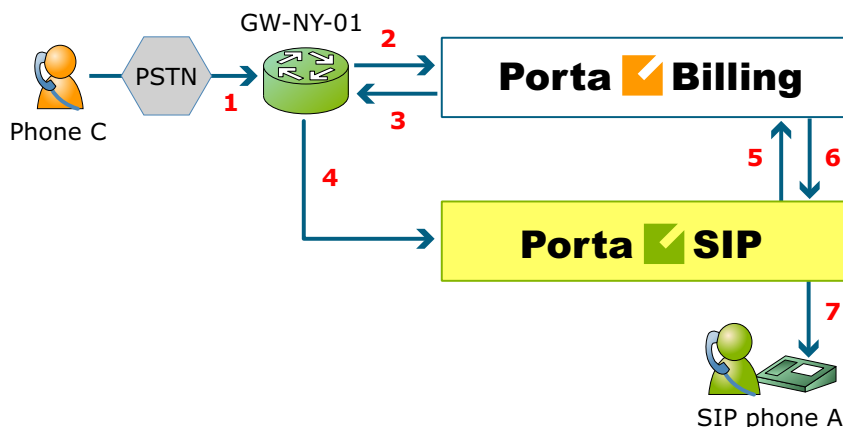 GW-NY-01
2
Porta Billing
PSTN
1
3
Phone C
5
6
4
Porta SIP
7
SIP phone A